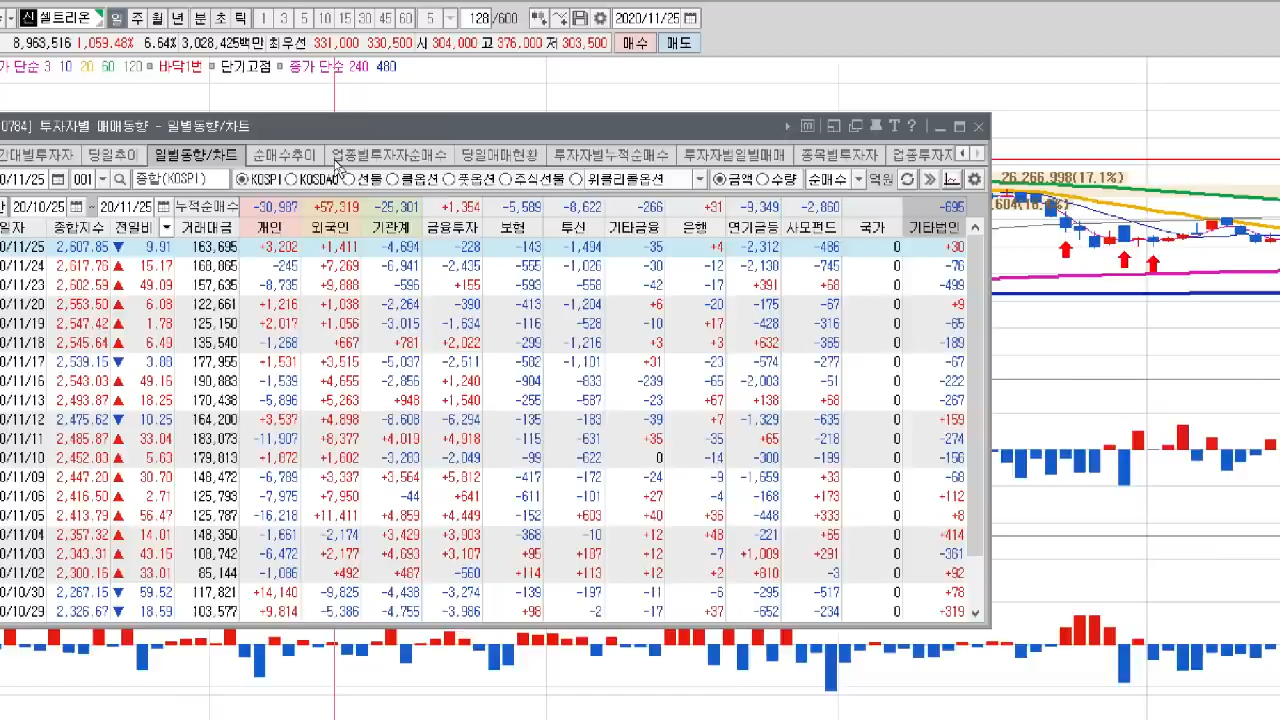 신 셀트리온 일 주 월 년 분 초 틱 1 3 5 10 15 30 45 60 5 128 /600 2020/11/25
8,963,516 1,059.48% 6.64% 3,028,425백만 최우선 331,000 330,500 시 304,000 고 376,000 저 303,500 매수 매도
가 단순 3 10 20 60 120 바닥1번 단기고점 종가 단순 240 480
0784] 투자자별 매매동향 - 일별동향/차트
간대별투자자 당일추이 일별동향/차트 순매수추이 업종별투자자순매수 당일매매현황 투자자별누적순매수 투자자별일별매매 종목별투자자 업종투자자
/11/25 001 종합(KOSPI) KOSPI KOSDAQ 선물 콜옵션 풋옵션 주식선물 위클리콜옵션 금액 수량 순매수 억원
간 20/10/25 ~ 20/11/25 누적순매수 -30,987 -25,301 +1,354 -5,589 -8,622 -266 +31 -9,349 -2,860 -695
일자 종합지수 전일비 거래대금 개인 외국인 기관계 금융투자 보험 투신 기타금융 은행 연기금등 사모펀드 국가 기타법인
0/11/25 2,607.85 ▼ 9.91 163,695 +3,202 +1,411 -4,694 -228 -143 -1,494 -35 +4 -2,312 -486 0 +30
0/11/24 2,617.76 ▲ 15.17 168,065 -245 +7,269 -6,941 -2,435 -555 -1,026 -30 -12 -2,130 -745 0 -76
0/11/23 2,602.59 ▲ 49.09 157,635 -8,735 +9,888 -596 +155 -593 -558 -42 -17 +391 +68 0 -499
0/11/20 2,553.50 ▲ 6.08 122,661 +1,216 +1,038 -2,264 -390 -413 -1,204 +6 -20 -175 -67 0 +9
0/11/19 2,547.42 ▲ 1.78 125,150 +2,017 +1,056 -3,015 -1,634 -116 -528 -10 +17 -428 -316 0 -65
0/11/18 2,545.64 ▲ 6.49 135,540 -1,268 +667 +781 +2,022 -299 -1,216 +3 +3 +632 -365 0 -189
0/11/17 2,539.15 ▼ 3.08 177,955 +1,531 +3,515 -5,037 -2,511 -502 -1,101 +31 -23 -574 -277 0 -67
0/11/16 2,543.03 ▲ 49.16 190,883 -1,539 +4,655 -2,856 +1,240 -904 -833 -239 -65 -2,003 -51 0 -222
0/11/13 2,493.87 ▲ 18.25 170,438 -5,896 +5,263 +948 +1,540 -255 -587 -23 +67 +138 +68 0 -267
0/11/12 2,475.62 ▼ 10.25 164,200 +3,537 +4,898 -8,608 -6,294 -135 -183 -39 +7 -1,329 -635 0 +159
0/11/11 2,485.87 ▲ 33.04 183,073 -11,907 +8,377 +4,019 +4,918 -115 -631 +35 -35 +65 -218 0 -274
0/11/10 2,452.83 ▲ 5.63 179,813 +1,872 +1,602 -3,283 -2,049 -99 -622 0 -14 -300 -199 0 -156
0/11/09 2,447.20 ▲ 30.70 148,472 -6,789 +3,337 +3,564 +5,812 -417 -172 -24 -9 -1,659 +33 0 -68
0/11/06 2,416.50 ▲ 2.71 125,793 -7,975 +7,950 -44 +641 -611 -101 +27 -4 -168 +173 0 +112
0/11/05 2,413.79 ▲ 56.47 125,787 -16,218 +11,411 +4,859 +4,449 -152 +603 +40 +36 -448 +333 0 +8
0/11/04 2,357.32 ▲ 14.01 148,350 -1,661 -2,174 +3,429 +3,903 -368 -10 +12 +48 -221 +65 0 +414
0/11/03 2,343.31 ▲ 43.15 108,742 -6,472 +2,177 +4,693 +3,107 +95 +187 +12 -7 +1,009 +291 0 -361
0/11/02 2,300.16 ▲ 33.01 85,144 -1,086 +492 +487 -560 +114 +113 +12 +2 +810 -3 0 +92
0/10/30 2,267.15 ▼ 59.52 117,821 +14,140 -9,825 -4,438 -3,274 -139 -197 -11 -6 -295 -517 0 +78
0/10/29 2,326.67 ▼ 18.59 103,577 +9,814 -5,386 -4,755 -3,986 +98 -2 -17 +37 -652 -234 0 +319
26,266,998(17.1%)